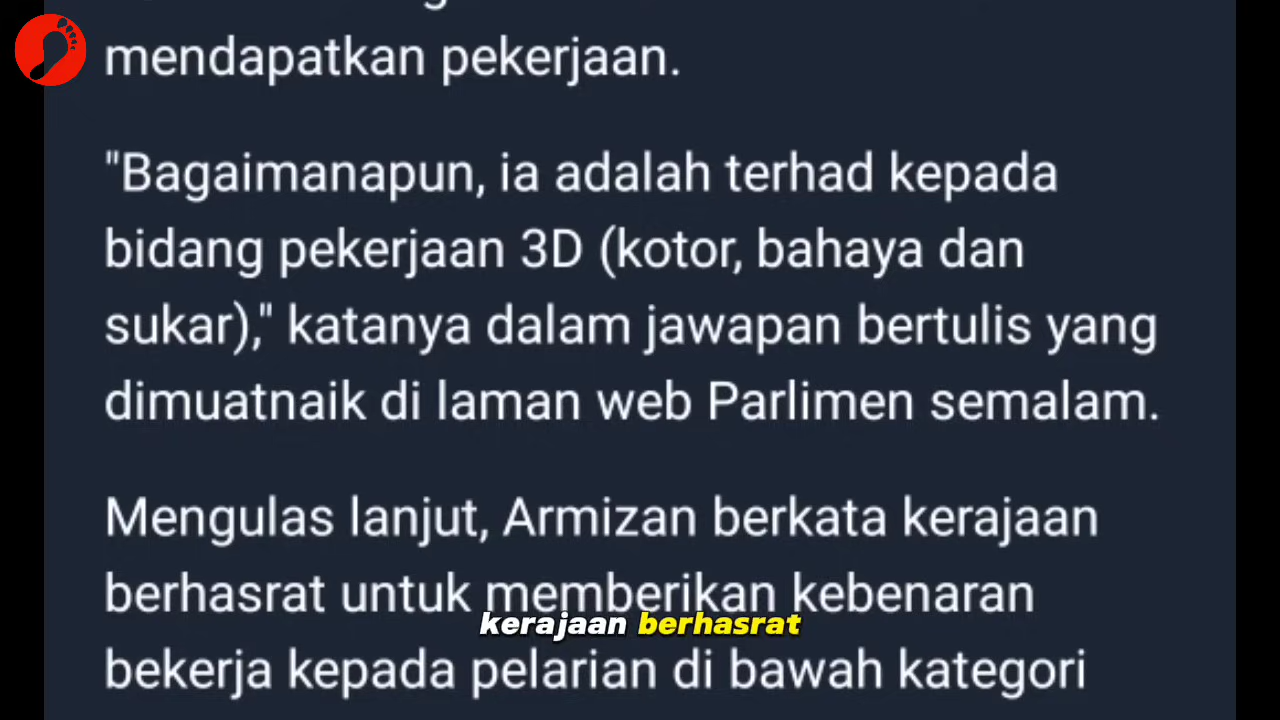 mendapatkan pekerjaan.
"Bagaimanapun, ia adalah terhad kepada
bidang pekerjaan 3D (kotor, bahaya dan
sukar)," katanya dalam jawapan bertulis yang
dimuatnaik di laman web Parlimen semalam.
Mengulas lanjut, Armizan berkata kerajaan
berhasrat untuk memberikan kebenaran
kerajaan berhasrat
bekerja kepada pelarian di bawah kategori